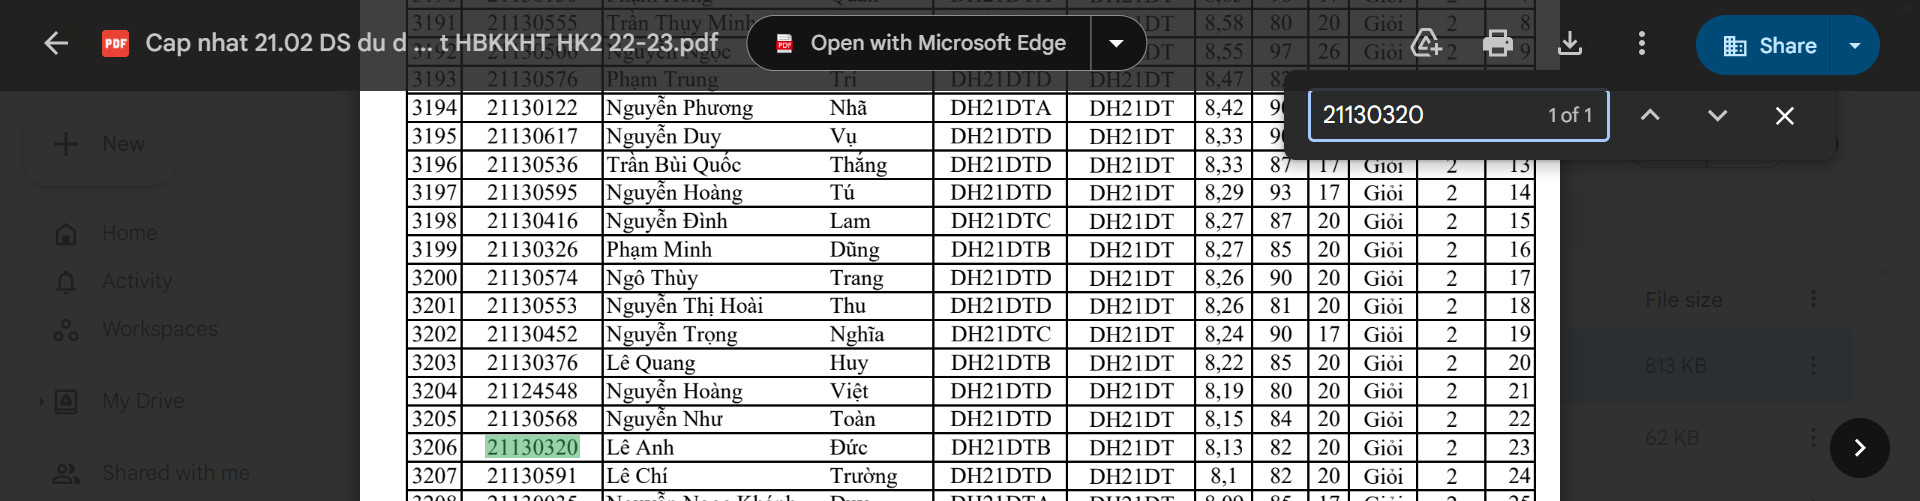 3191 21130555 Trần Thuy Minh 8,58 80 20 Giỏi 2 8
Cap nhat 21.02 DS du d ... t HBKKHT HK2 22-23.pdf Open with Microsoft Edge Share
3192 Nguyễn Ngọc DT 8,55 97 26 Giỏi 2 9
3193 21130576 Phạm Trung Trí DH21DTD DH21DT 8,47
3194 21130122 Nguyễn Phương Nhã DH21DTA DH21DT 8,42
21130320 1 of 1
3195 21130617 Nguyễn Duy Vụ DH21DTD DH21DT 8,33
New
3196 21130536 Trần Bùi Quốc Thắng DH21DTD DH21DT 8,33 87 17 Giỏi 2 13
3197 21130595 Nguyễn Hoàng Tú DH21DTD DH21DT 8,29 93 17 Giỏi 2 14
3198 21130416 Nguyễn Đình Lam DH21DTC DH21DT 8,27 87 20 Giỏi 2 15
Home
3199 21130326 Phạm Minh Dũng DH21DTB DH21DT 8,27 85 20 Giỏi 2 16
3200 21130574 Ngô Thùy Trang DH21DTD DH21DT 8,26 90 20 Giỏi 2 17
Activity
File size
3201 21130553 Nguyễn Thị Hoài Thu DH21DTD DH21DT 8,26 81 20 Giỏi 2 18
Workspaces
3202 21130452 Nguyễn Trọng Nghĩa DH21DTC DH21DT 8,24 90 17 Giỏi 2 19
3203 21130376 Lê Quang Huy DH21DTB DH21DT 8,22 85 20 Giỏi 2 20
813 KB
3204 21124548 Nguyễn Hoàng Việt DH21DTD DH21DT 8,19 80 20 Giỏi 2 21
My Drive
3205 21130568 Nguyễn Như Toàn DH21DTD DH21DT 8,15 84 20 Giỏi 2 22
62 KB
3206 21130320 Lê Anh Đức DH21DTB DH21DT 8,13 82 20 Giỏi 2 23
Shared with me
3207 21130591 Lê Chí Trường DH21DTD DH21DT 8,1 82 20 Giỏi 2 24